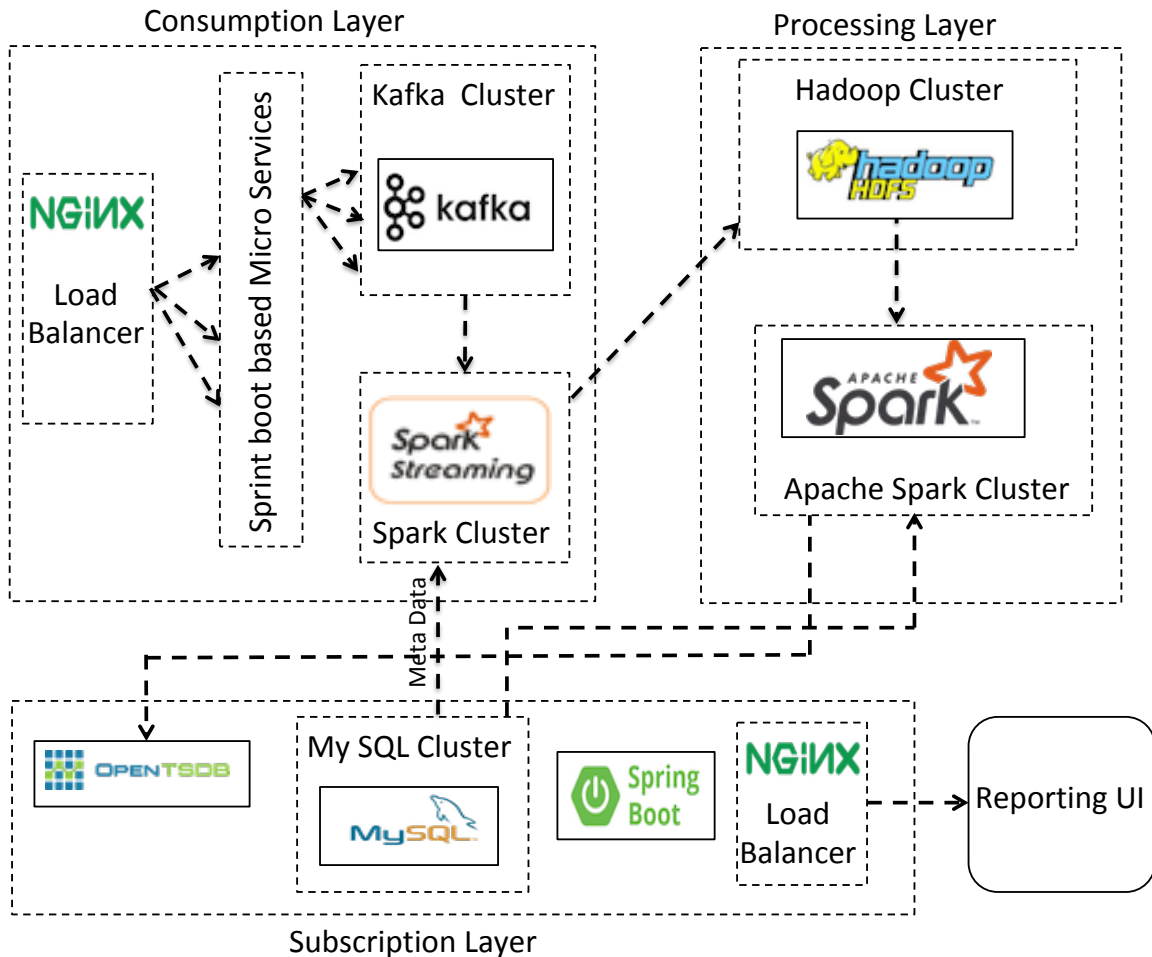 Consumption Layer
Processing Layer
Kafka  Cluster
kafka
Hadoop Cluster
hadoop
HDFS
NGiNX
Load
Balancer
Sprint boot based Micro Services
Spark
Streaming
Spark Cluster
APACHE
Spark™
Apache Spark Cluster
Meta Data
OPENTSDB
My SQL Cluster
MySQL™
Spring
Boot
NGiNX
Load
Balancer
Reporting UI
Subscription Layer